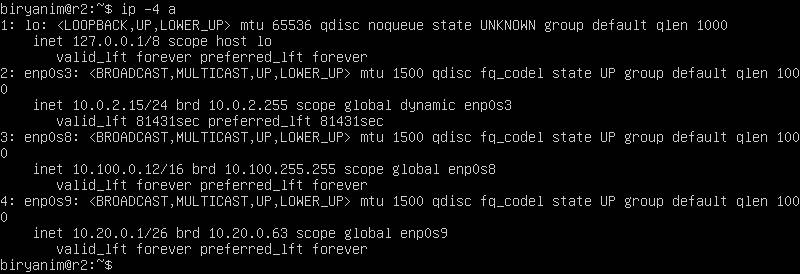 biryanim@r2:~$ ip -4 a
1: lo: <LOOPBACK,UP,LOWER_UP> mtu 65536 qdisc noqueue state UNKNOWN group default qlen 1000
    inet 127.0.0.1/8 scope host lo
       valid_lft forever preferred_lft forever
2: enp0s3: <BROADCAST,MULTICAST,UP,LOWER_UP> mtu 1500 qdisc fq_codel state UP group default qlen 100
0
    inet 10.0.2.15/24 brd 10.0.2.255 scope global dynamic enp0s3
       valid_lft 81431sec preferred_lft 81431sec
3: enp0s8: <BROADCAST,MULTICAST,UP,LOWER_UP> mtu 1500 qdisc fq_codel state UP group default qlen 100
0
    inet 10.100.0.12/16 brd 10.100.255.255 scope global enp0s8
       valid_lft forever preferred_lft forever
4: enp0s9: <BROADCAST,MULTICAST,UP,LOWER_UP> mtu 1500 qdisc fq_codel state UP group default qlen 100
0
    inet 10.20.0.1/26 brd 10.20.0.63 scope global enp0s9
       valid_lft forever preferred_lft forever
biryanim@r2:~$